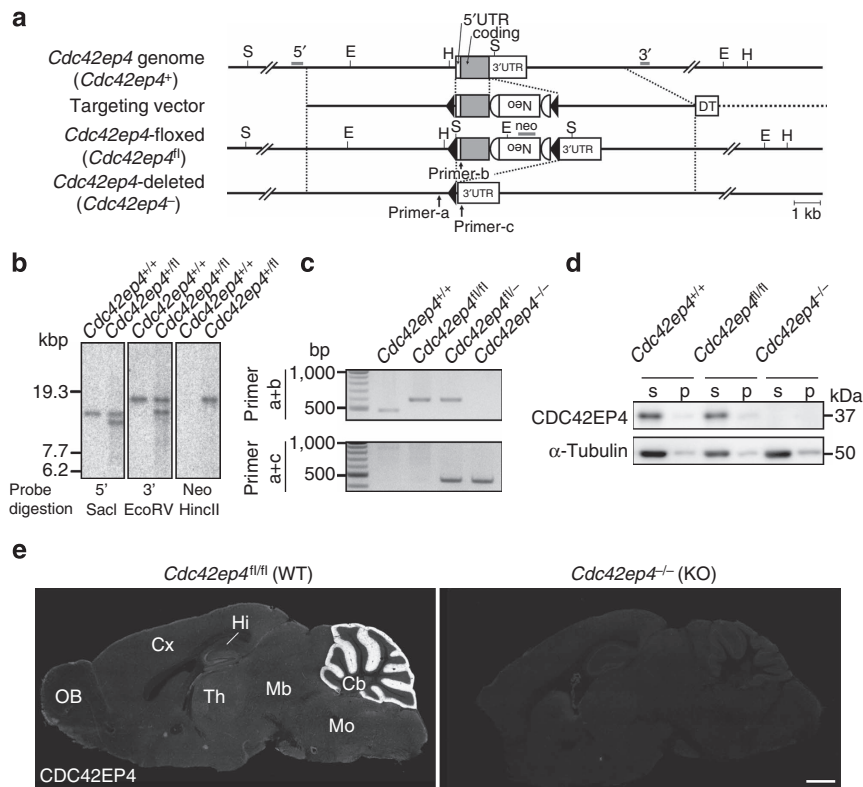 a
5′UTR
coding
Cdc42ep4 genome
(Cdc42ep4⁺)
S 5′ E H S 3′UTR 3′ E H
Targeting vector
Neo DT
Cdc42ep4-floxed
(Cdc42ep4ᶠˡ)
S E H S E neo S E H
Neo 3′UTR
Primer-b
Cdc42ep4-deleted
(Cdc42ep4⁻)
3′UTR
Primer-a
Primer-c
1 kb
b
Cdc42ep4⁺/⁺
Cdc42ep4⁺/ᶠˡ
Cdc42ep4⁺/⁺
Cdc42ep4⁺/ᶠˡ
Cdc42ep4⁺/⁺
Cdc42ep4⁺/ᶠˡ
kbp
19.3
7.7
6.2
Probe 5’ 3’ Neo
digestion SacI EcoRV HincII
c
Cdc42ep4⁺/⁺
Cdc42ep4ᶠˡ/ᶠˡ
Cdc42ep4ᶠˡ/⁻
Cdc42ep4⁻/⁻
bp
Primer
a+b
1,000
500
Primer
a+c
1,000
500
d
Cdc42ep4⁺/⁺
Cdc42ep4ᶠˡ/ᶠˡ
Cdc42ep4⁻/⁻
s p s p s p kDa
CDC42EP4 37
α-Tubulin 50
e
Cdc42ep4ᶠˡ/ᶠˡ (WT)
Cdc42ep4⁻/⁻ (KO)
Hi
Cx
OB
Th
Mb
Cb
Mo
CDC42EP4